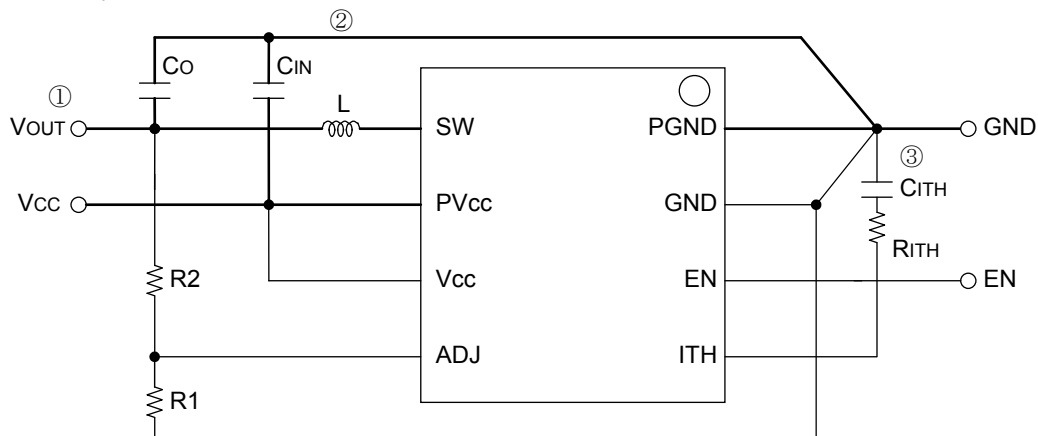 ②
CO
CIN
①
L
VOUT
SW
PGND
GND
③
CITH
VCC
PVcc
GND
RITH
R2
Vcc
EN
EN
ADJ
ITH
R1